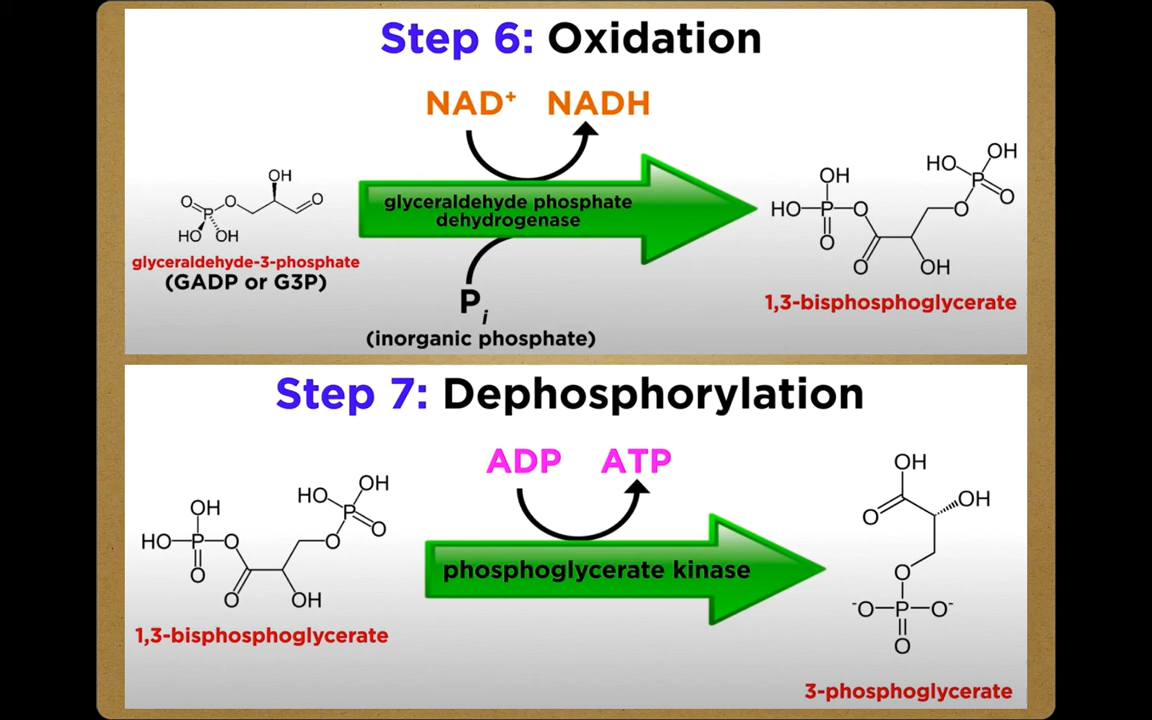 Step 6: Oxidation
NAD⁺ NADH
glyceraldehyde phosphate
dehydrogenase
P i
(inorganic phosphate)
OH
O
O
P
O
HO OH
glyceraldehyde-3-phosphate
(GADP or G3P)
OH
HO OH
P
HO P O O O
O
O OH
1,3-bisphosphoglycerate
Step 7: Dephosphorylation
ADP ATP
phosphoglycerate kinase
OH
HO OH
P
HO P O O O
O
O OH
1,3-bisphosphoglycerate
OH
O OH
O
⁻O P O⁻
O
3-phosphoglycerate